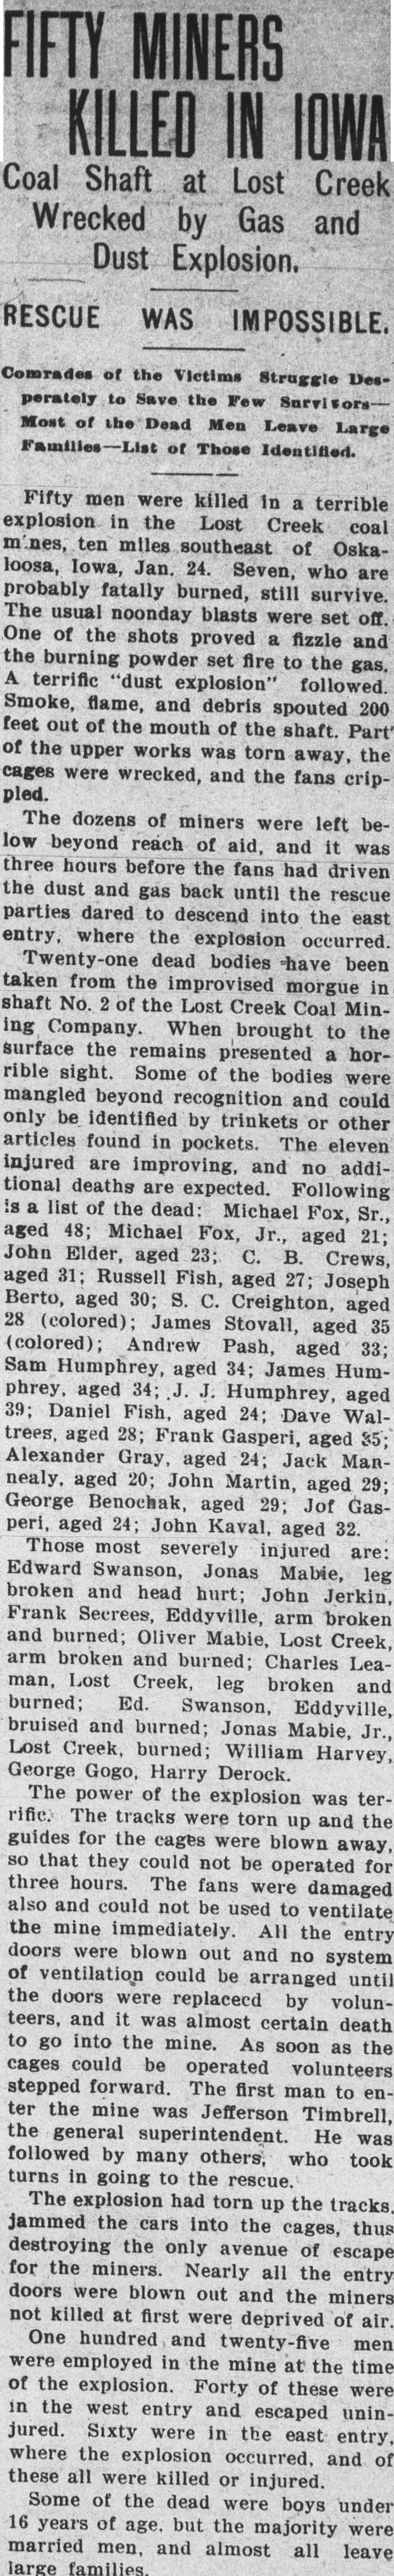 FIFTY MINERS
KILLED IN IOWA
Coal Shaft at Lost Creek
Wrecked by Gas and
Dust Explosion.
RESCUE WAS IMPOSSIBLE.
Comrades of the Victims Struggle Des-
perately to Save the Few Survivors—
Most of the Dead Men Leave Large
Families—List of Those Identified.
Fifty men were killed in a terrible
explosion in the Lost Creek coal
mines, ten miles southeast of Oska-
loosa, Iowa, Jan. 24. Seven, who are
probably fatally burned, still survive.
The usual noonday blasts were set off.
One of the shots proved a fizzle and
the burning powder set fire to the gas.
A terrific "dust explosion" followed.
Smoke, flame, and debris spouted 200
feet out of the mouth of the shaft. Part
of the upper works was torn away, the
cages were wrecked, and the fans crip-
pled.
The dozens of miners were left be-
low beyond reach of aid, and it was
three hours before the fans had driven
the dust and gas back until the rescue
parties dared to descend into the east
entry, where the explosion occurred.
Twenty-one dead bodies have been
taken from the improvised morgue in
shaft No. 2 of the Lost Creek Coal Min-
ing Company. When brought to the
surface the remains presented a hor-
rible sight. Some of the bodies were
mangled beyond recognition and could
only be identified by trinkets or other
articles found in pockets. The eleven
injured are improving, and no addi-
tional deaths are expected. Following
is a list of the dead: Michael Fox, Sr.,
aged 48; Michael Fox, Jr., aged 21;
John Elder, aged 23; C. B. Crews,
aged 31; Russell Fish, aged 27; Joseph
Berto, aged 30; S. C. Creighton, aged
28 (colored); James Stovall, aged 35
(colored); Andrew Pash, aged 33;
Sam Humphrey, aged 34; James Hum-
phrey, aged 34; J. J. Humphrey, aged
39; Daniel Fish, aged 24; Dave Wal-
trees, aged 28; Frank Gasperi, aged 35;
Alexander Gray, aged 24; Jack Man-
nealy, aged 20; John Martin, aged 29;
George Benochak, aged 29; Jof Gas-
peri, aged 24; John Kaval, aged 32.
Those most severely injured are:
Edward Swanson, Jonas Mabie, leg
broken and head hurt; John Jerkin,
Frank Secrees, Eddyville, arm broken
and burned; Oliver Mabie, Lost Creek,
arm broken and burned; Charles Lea-
man, Lost Creek, leg broken and
burned; Ed. Swanson, Eddyville,
bruised and burned; Jonas Mabie, Jr.,
Lost Creek, burned; William Harvey,
George Gogo, Harry Derock.
The power of the explosion was ter-
rific. The tracks were torn up and the
guides for the cages were blown away,
so that they could not be operated for
three hours. The fans were damaged
also and could not be used to ventilate
the mine immediately. All the entry
doors were blown out and no system
of ventilation could be arranged until
the doors were replacecd by volun-
teers, and it was almost certain death
to go into the mine. As soon as the
cages could be operated volunteers
stepped forward. The first man to en-
ter the mine was Jefferson Timbrell,
the general superintendent. He was
followed by many others, who took
turns in going to the rescue.
The explosion had torn up the tracks,
jammed the cars into the cages, thus
destroying the only avenue of escape
for the miners. Nearly all the entry
doors were blown out and the miners
not killed at first were deprived of air.
One hundred and twenty-five men
were employed in the mine at the time
of the explosion. Forty of these were
in the west entry and escaped unin-
jured. Sixty were in the east entry,
where the explosion occurred, and of
these all were killed or injured.
Some of the dead were boys under
16 years of age, but the majority were
married men, and almost all leave
large families.